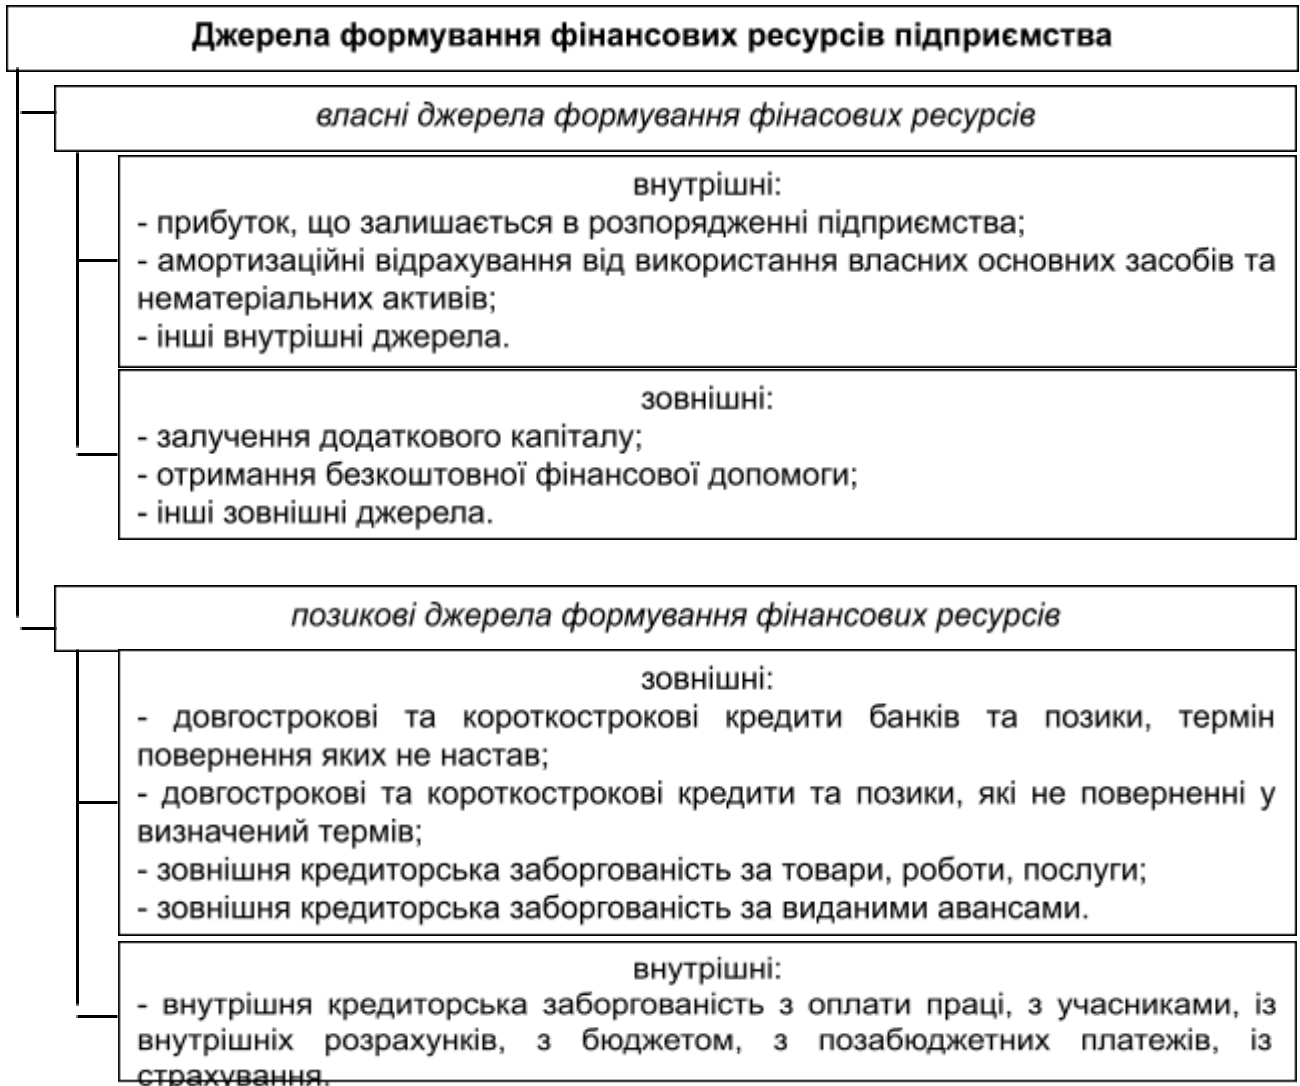 Джерела формування фінансових ресурсів підприємства
власні джерела формування фінасових ресурсів
внутрішні:
- прибуток, що залишається в розпорядженні підприємства;
- амортизаційні відрахування від використання власних основних засобів та
нематеріальних активів;
- інші внутрішні джерела.
зовнішні:
- залучення додаткового капіталу;
- отримання безкоштовної фінансової допомоги;
- інші зовнішні джерела.
позикові джерела формування фінансових ресурсів
зовнішні:
- довгострокові та короткострокові кредити банків та позики, термін
повернення яких не настав;
- довгострокові та короткострокові кредити та позики, які не поверненні у
визначений термів;
- зовнішня кредиторська заборгованість за товари, роботи, послуги;
- зовнішня кредиторська заборгованість за виданими авансами.
внутрішні:
- внутрішня кредиторська заборгованість з оплати праці, з учасниками, із
внутрішніх розрахунків, з бюджетом, з позабюджетних платежів, із
страхування.